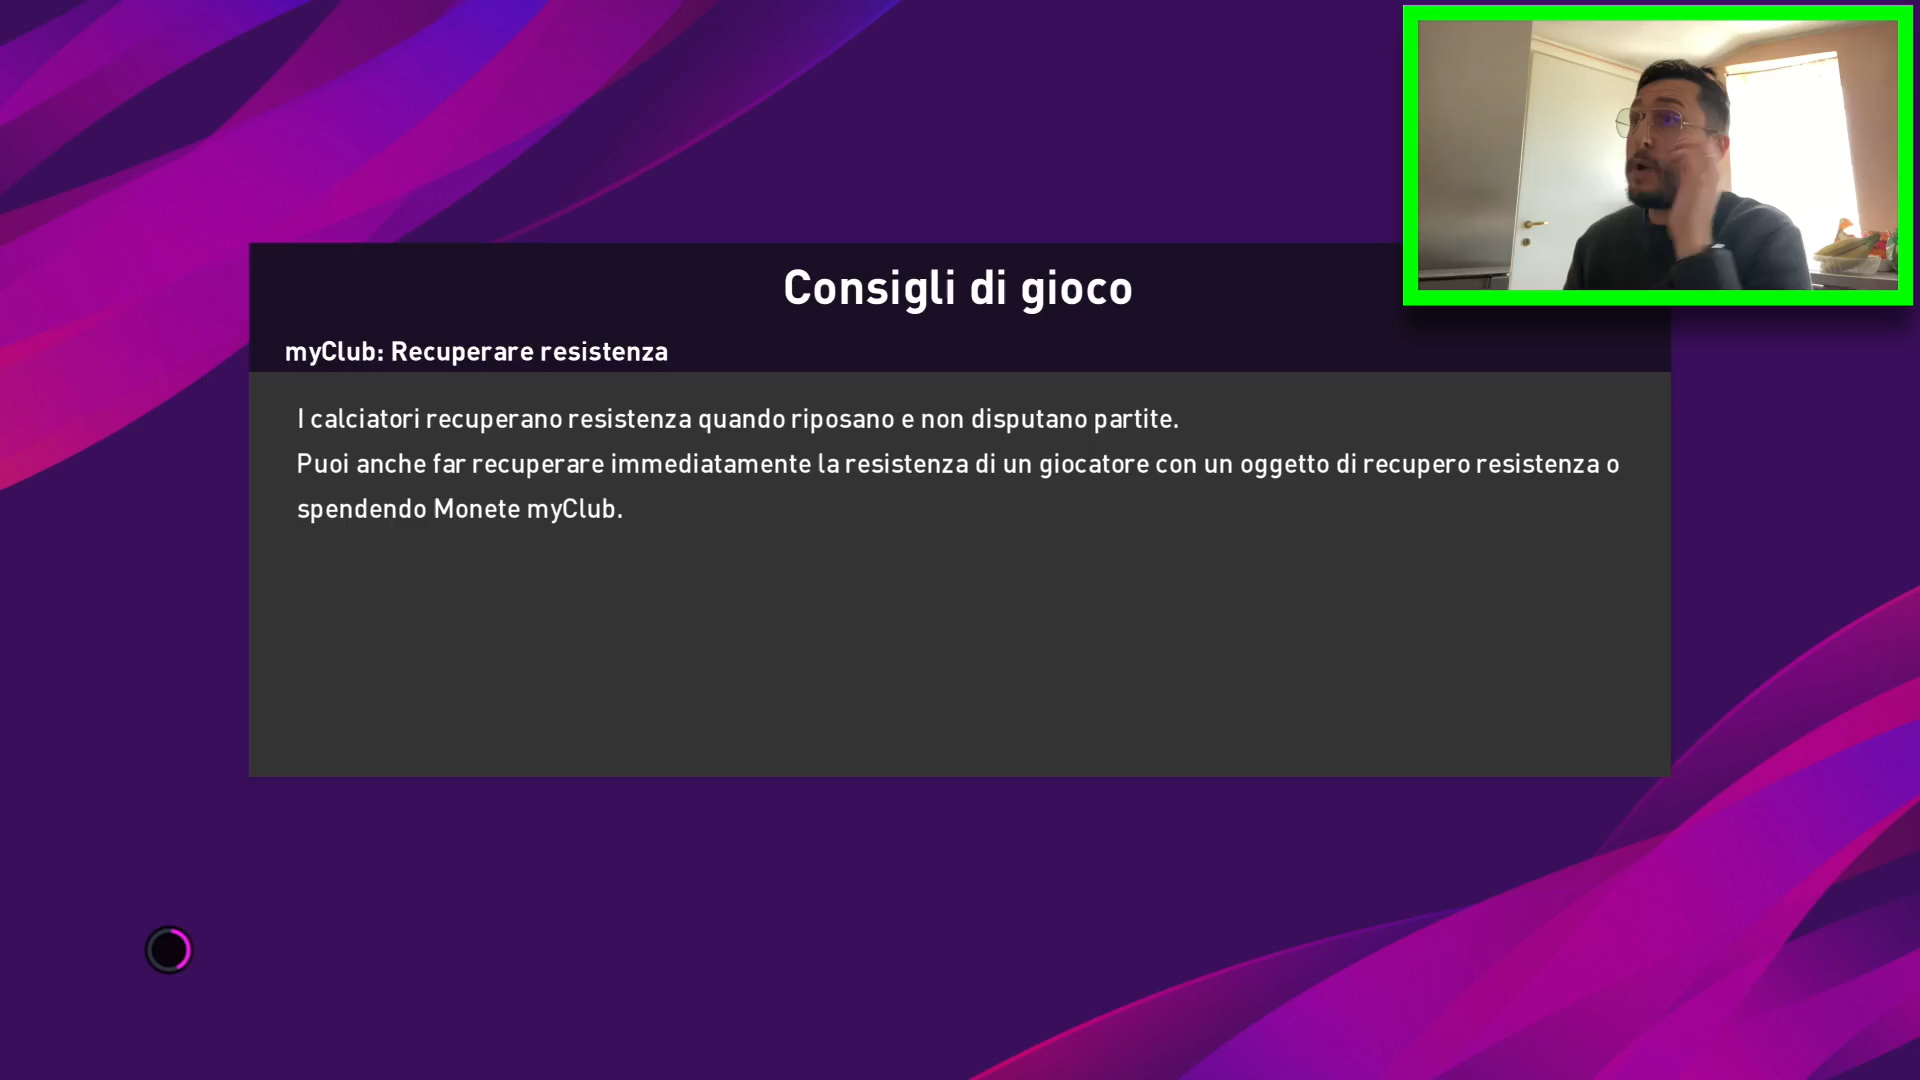 Consigli di gioco
myClub: Recuperare resistenza
I calciatori recuperano resistenza quando riposano e non disputano partite.
Puoi anche far recuperare immediatamente la resistenza di un giocatore con un oggetto di recupero resistenza o
spendendo Monete myClub.